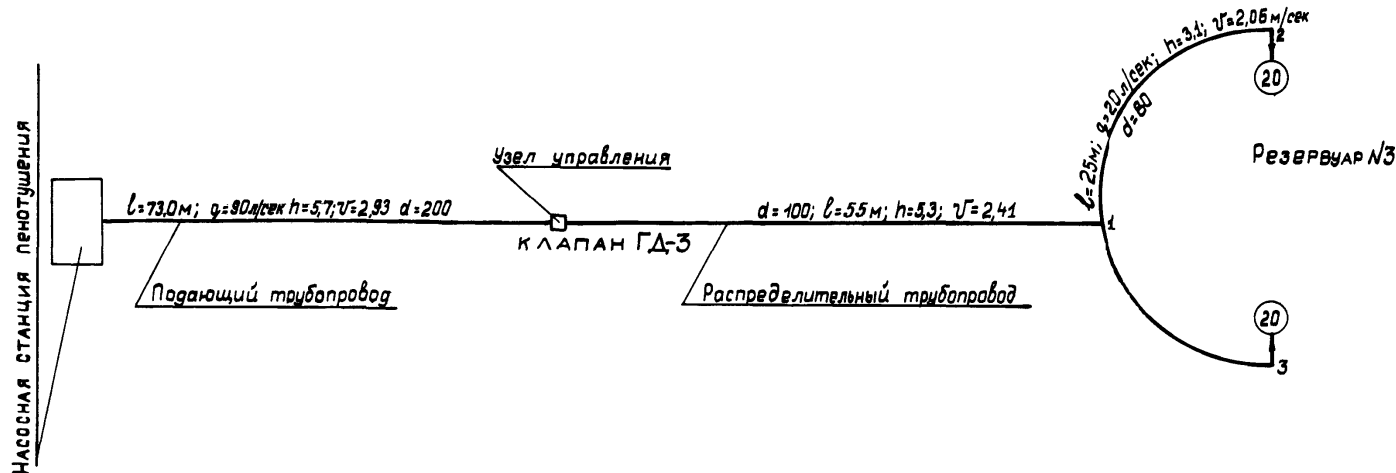 Насосная станция пенотушения
l=73,0м; q=90л/сек h=5,7; v=2,93 d=200
Подающий трубопровод
Узел управления
клапан ГД-3
d=100; l=55м; h=5,3; v=2,41
Распределительный трубопровод
l=25м; q=20л/сек; h=3,1; v=2,06 м/сек
d=80
1
2
20
Резервуар N3
20
3